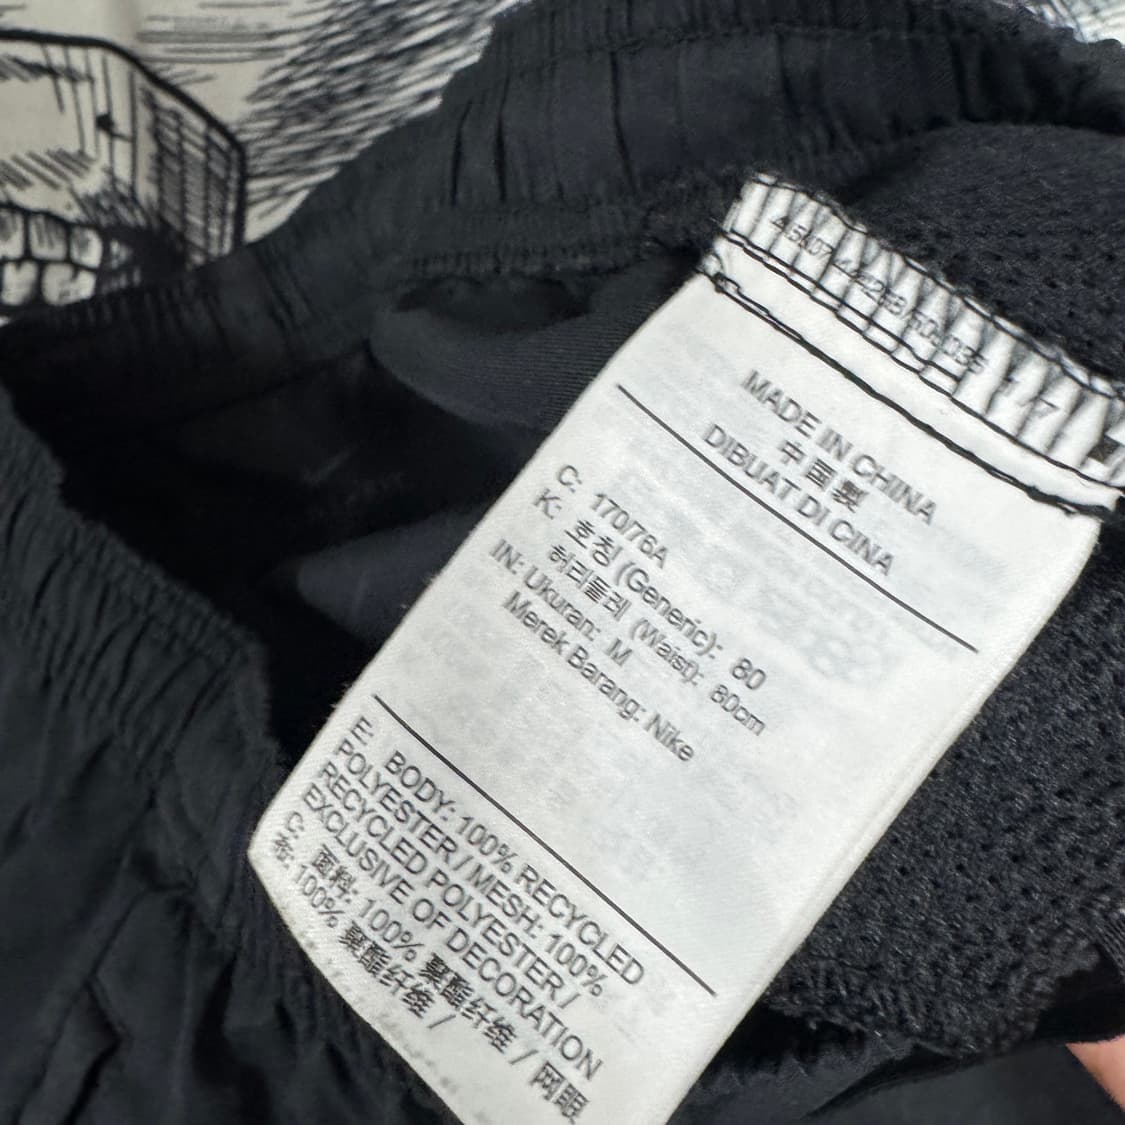 MADE IN CHINA
中国製
DIBUAT DI CINA
C: 170/76A
K: 호칭 (Generic): 80
허리둘레 (Waist): 80cm
IN: Ukuran: M
Merek Barang: Nike
E: BODY: 100% RECYCLED
POLYESTER / MESH: 100%
RECYCLED POLYESTER /
EXCLUSIVE OF DECORATION
C: 面料: 100% 聚酯纤维 / 网眼
布: 100% 聚酯纤维 /